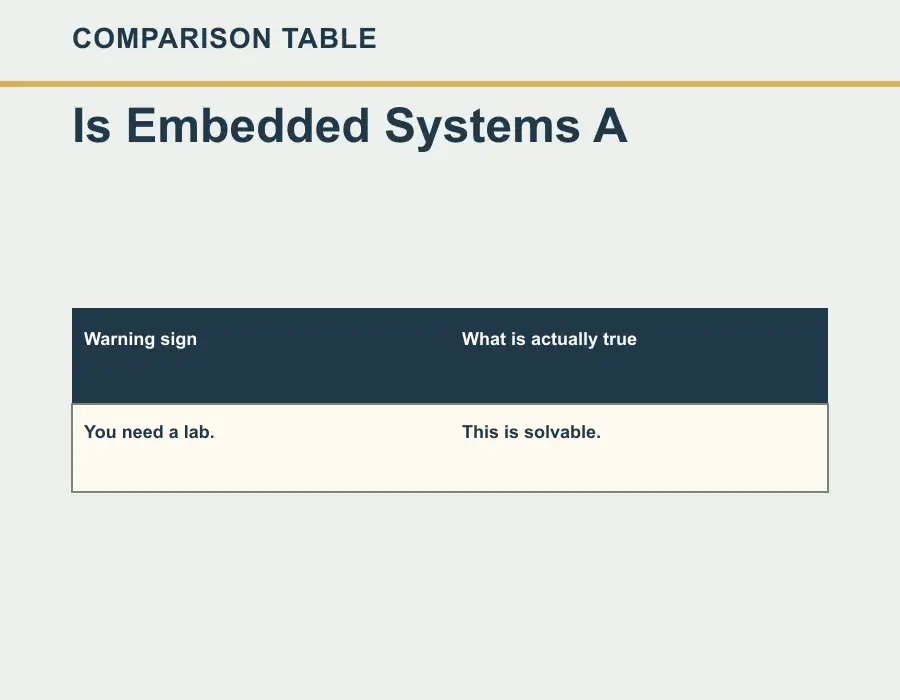 COMPARISON TABLE
Is Embedded Systems A
Warning sign What is actually true
You need a lab. This is solvable.